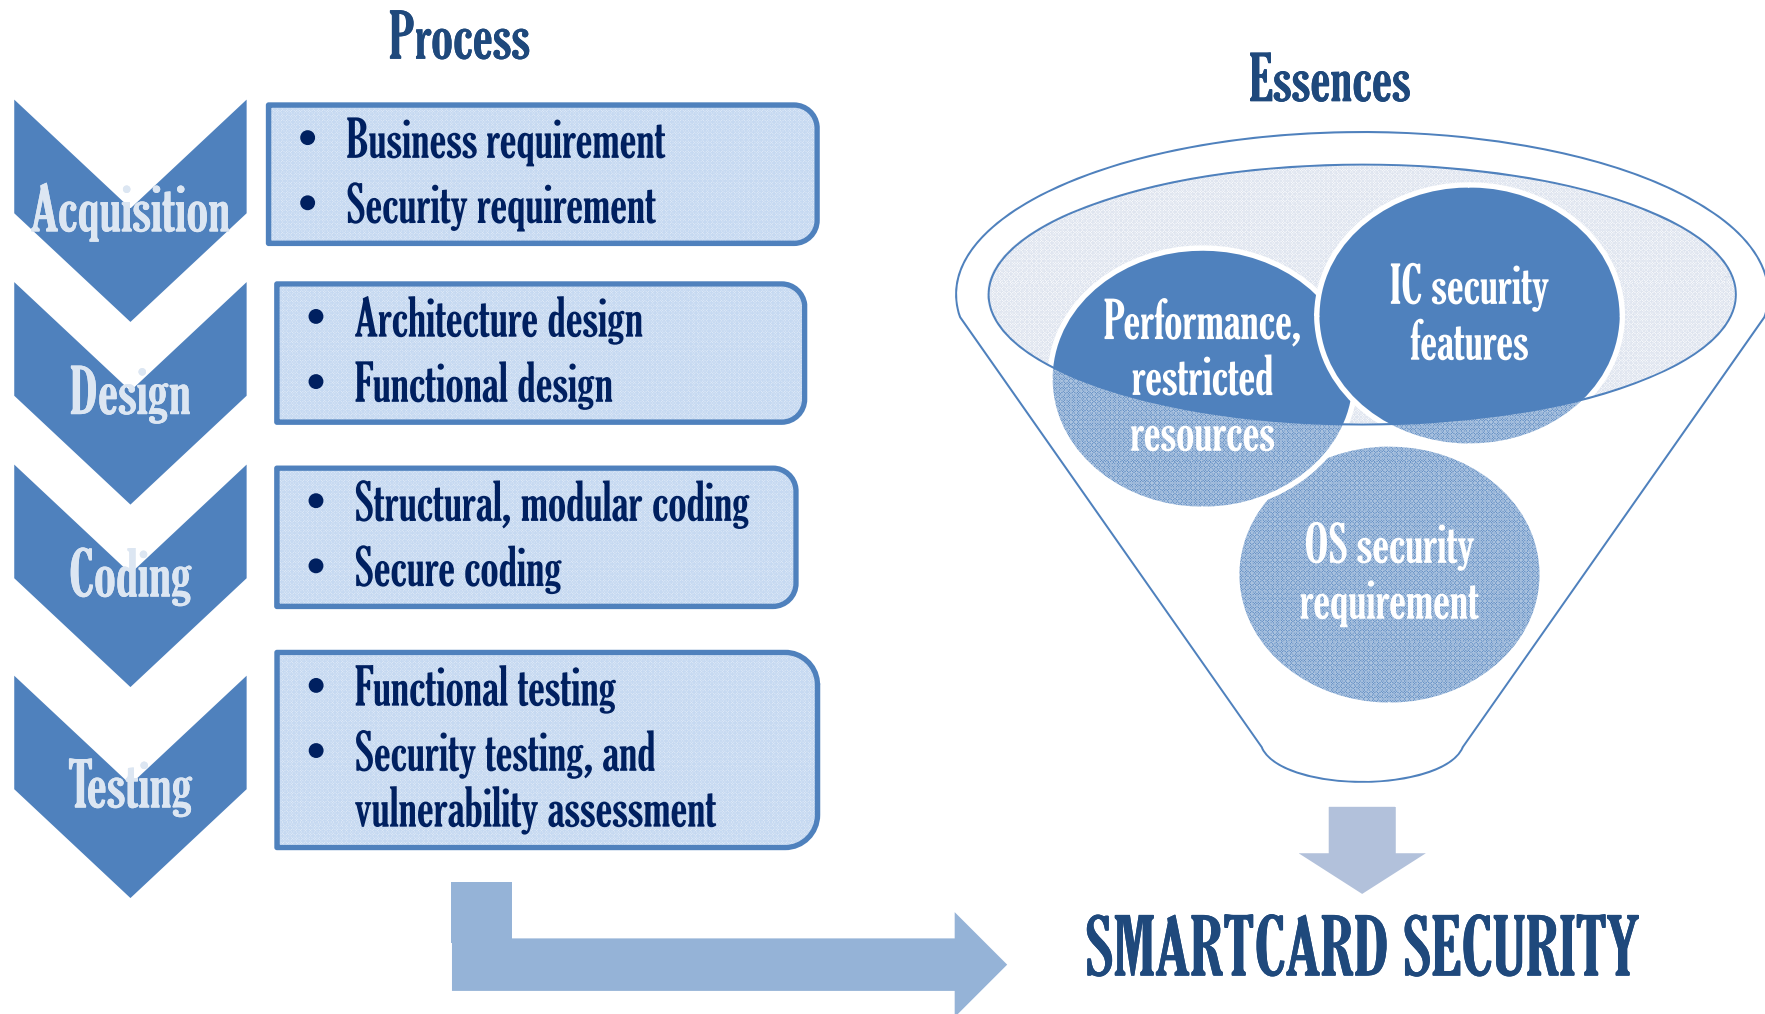 Process
Acquisition
• Business requirement
• Security requirement
Design
• Architecture design
• Functional design
Coding
• Structural, modular coding
• Secure coding
Testing
• Functional testing
• Security testing, and
vulnerability assessment
Essences
Performance,
restricted
resources
IC security
features
OS security
requirement
SMARTCARD SECURITY